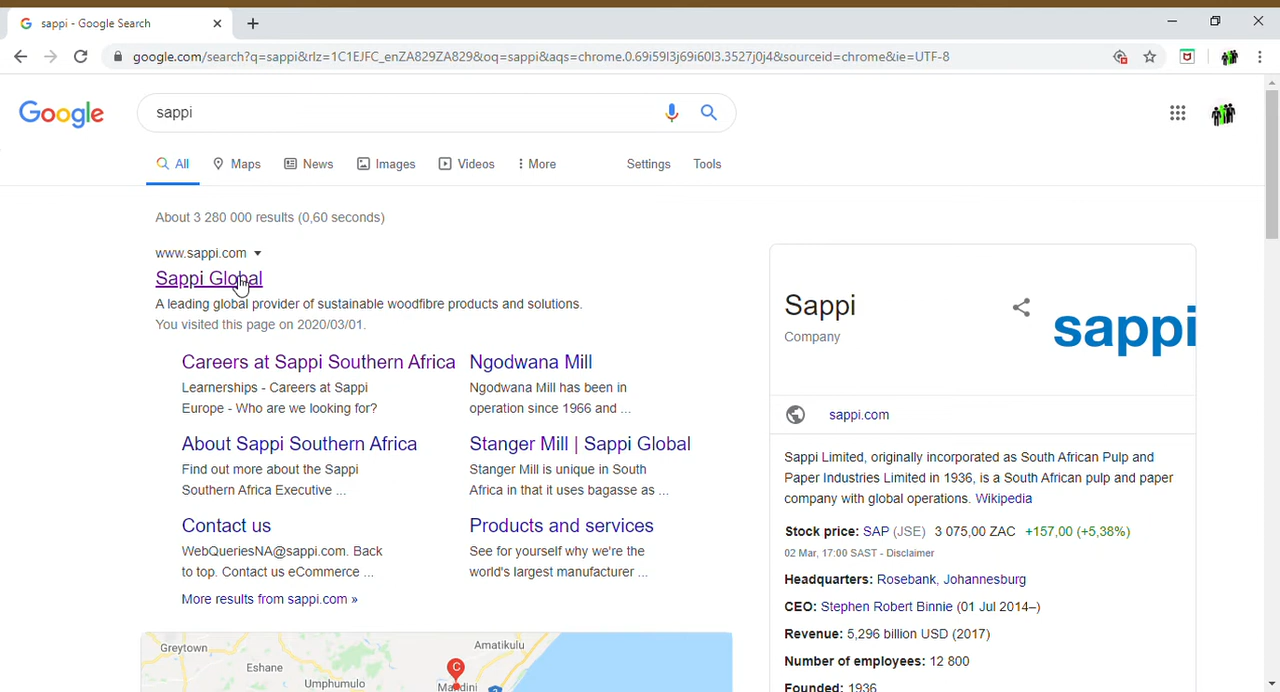 sappi - Google Search
google.com/search?q=sappi&rlz=1C1EJFC_enZA829ZA829&oq=sappi&aqs=chrome.0.69i59l3j69i60l3.3527j0j4&sourceid=chrome&ie=UTF-8
Google
sappi
All Maps News Images Videos More Settings Tools
About 3 280 000 results (0,60 seconds)
www.sappi.com
Sappi Global
A leading global provider of sustainable woodfibre products and solutions.
You visited this page on 2020/03/01.
Careers at Sappi Southern Africa
Learnerships - Careers at Sappi
Europe - Who are we looking for?
Ngodwana Mill
Ngodwana Mill has been in
operation since 1966 and ...
About Sappi Southern Africa
Find out more about the Sappi
Southern Africa Executive ...
Stanger Mill | Sappi Global
Stanger Mill is unique in South
Africa in that it uses bagasse as ...
Contact us
WebQueriesNA@sappi.com. Back
to top. Contact us eCommerce ...
Products and services
See for yourself why we're the
world's largest manufacturer ...
More results from sappi.com »
Greytown
Eshane
Umphumulo
Amatikulu
C
Mandini
2
Sappi
Company
sappi
sappi.com
Sappi Limited, originally incorporated as South African Pulp and
Paper Industries Limited in 1936, is a South African pulp and paper
company with global operations. Wikipedia
Stock price: SAP (JSE) 3 075,00 ZAC +157,00 (+5,38%)
02 Mar, 17:00 SAST - Disclaimer
Headquarters: Rosebank, Johannesburg
CEO: Stephen Robert Binnie (01 Jul 2014–)
Revenue: 5,296 billion USD (2017)
Number of employees: 12 800
Founded: 1936